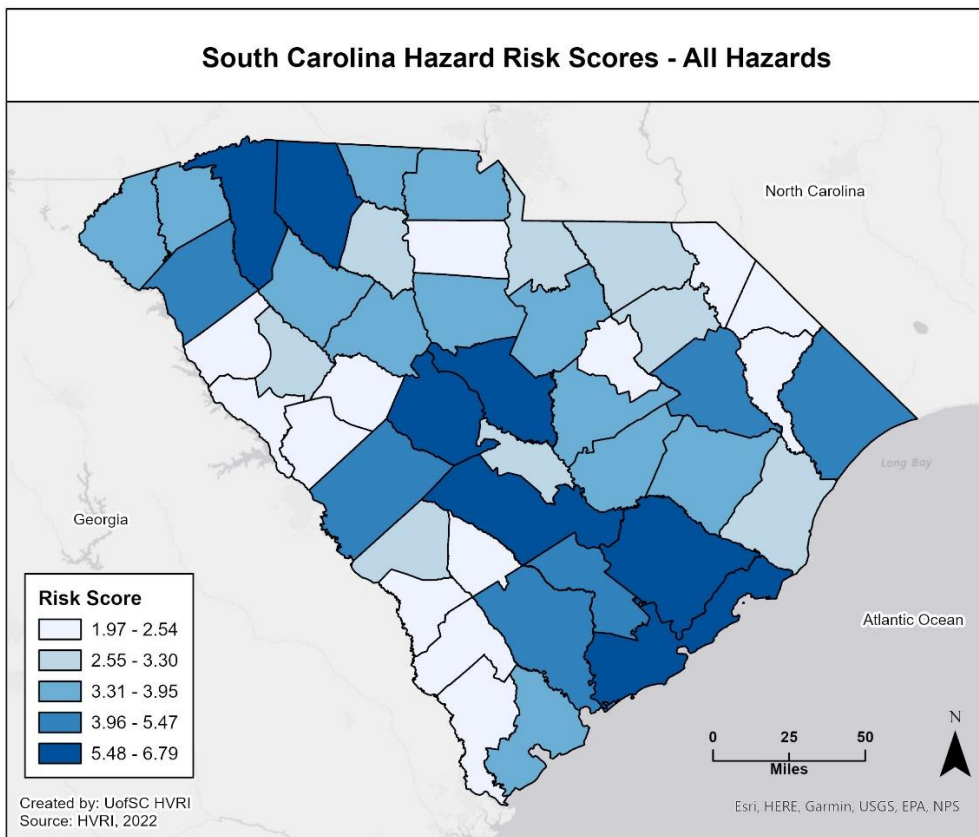 South Carolina Hazard Risk Scores - All Hazards
North Carolina
Long Bay
Georgia
Atlantic Ocean
Risk Score
1.97 - 2.54
2.55 - 3.30
3.31 - 3.95
3.96 - 5.47
5.48 - 6.79
N
0 25 50
Miles
Created by: UofSC HVRI
Source: HVRI, 2022
Esri, HERE, Garmin, USGS, EPA, NPS